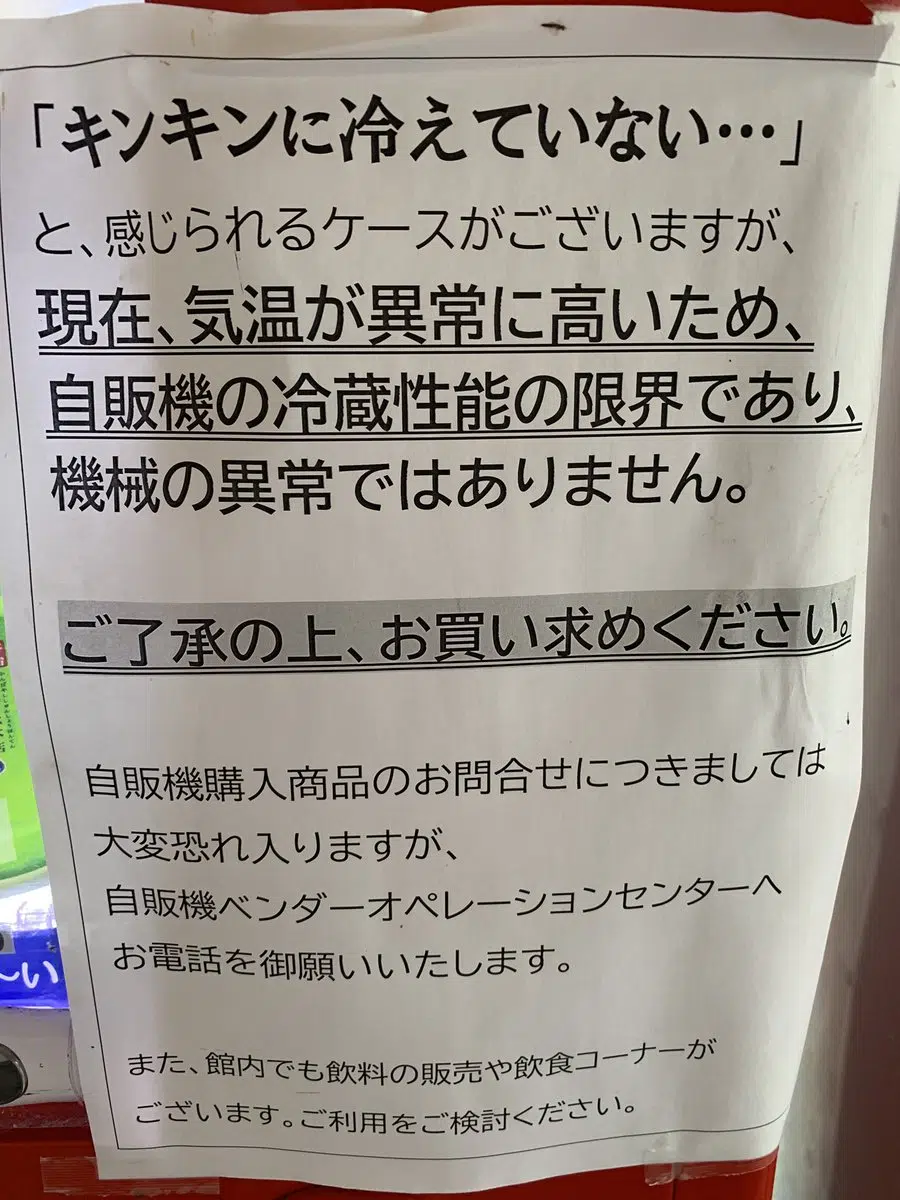 「キンキンに冷えていない…」
と、感じられるケースがございますが、
現在、気温が異常に高いため、
自販機の冷蔵性能の限界であり、
機械の異常ではありません。
ご了承の上、お買い求めください。
自販機購入商品のお問合せにつきましては
大変恐れ入りますが、
自販機ベンダーオペレーションセンターへ
お電話を御願いいたします。
また、館内でも飲料の販売や飲食コーナーが
ございます。ご利用をご検討ください。
〜い